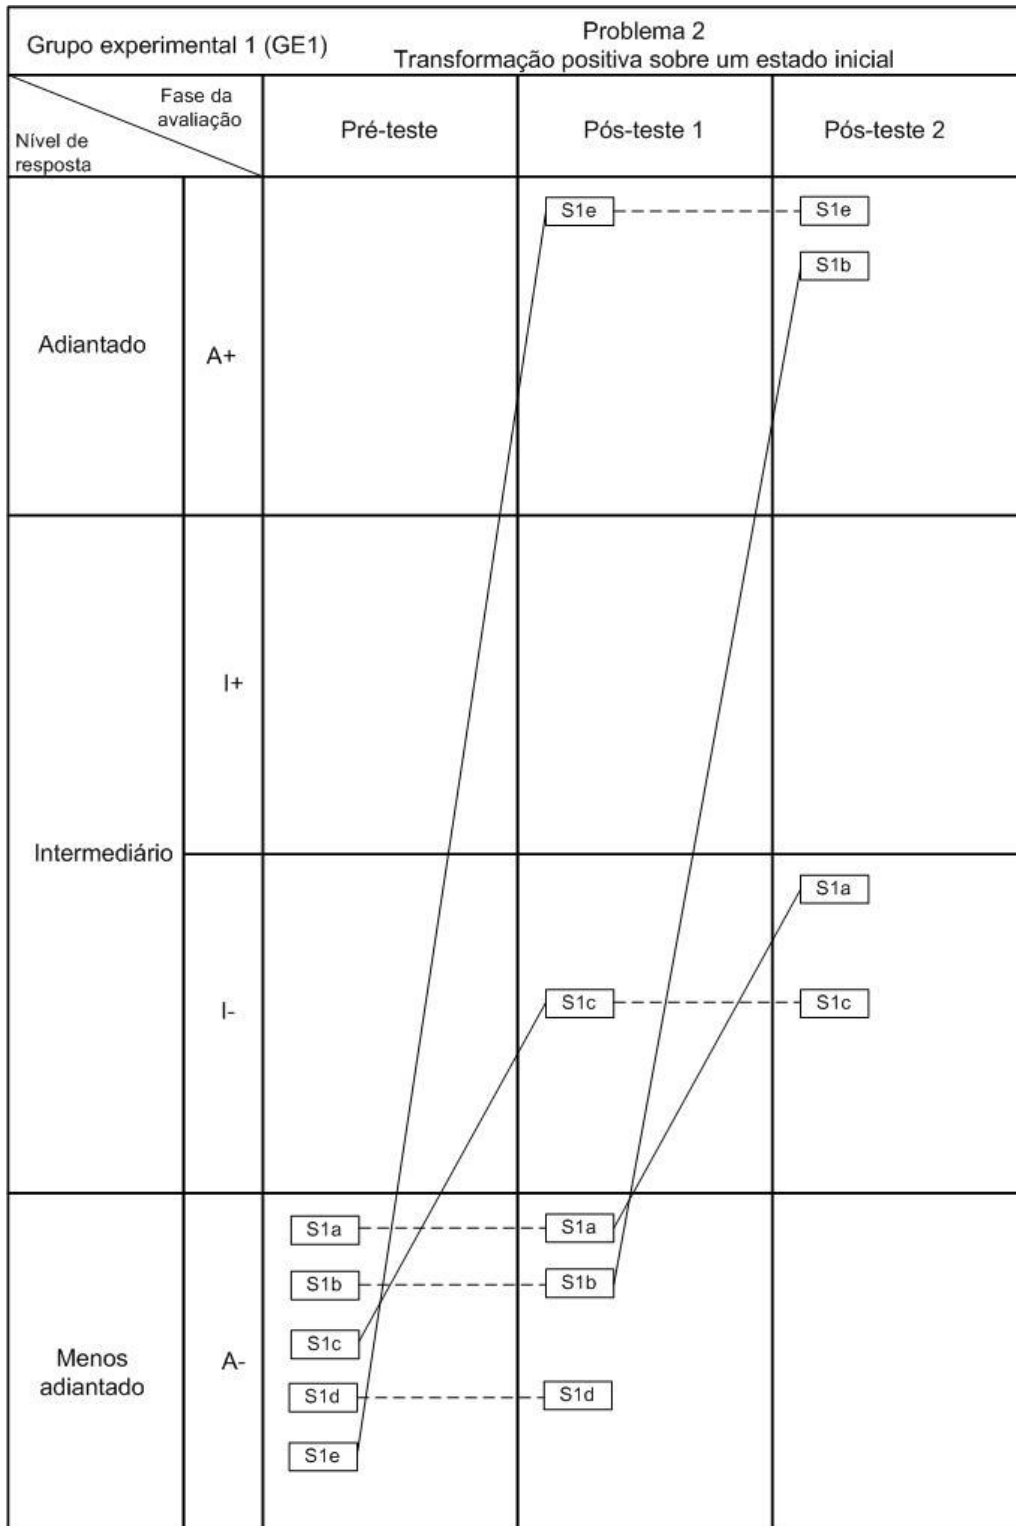 Grupo experimental 1 (GE1)
Problema 2
Transformação positiva sobre um estado inicial
Fase da
avaliação
Nível de
resposta
Pré-teste
Pós-teste 1
Pós-teste 2
Adiantado
A+
S1e
S1e
S1b
Intermediário
I+
I-
S1a
S1c
S1c
Menos
adiantado
A-
S1a
S1a
S1b
S1b
S1c
S1d
S1d
S1e